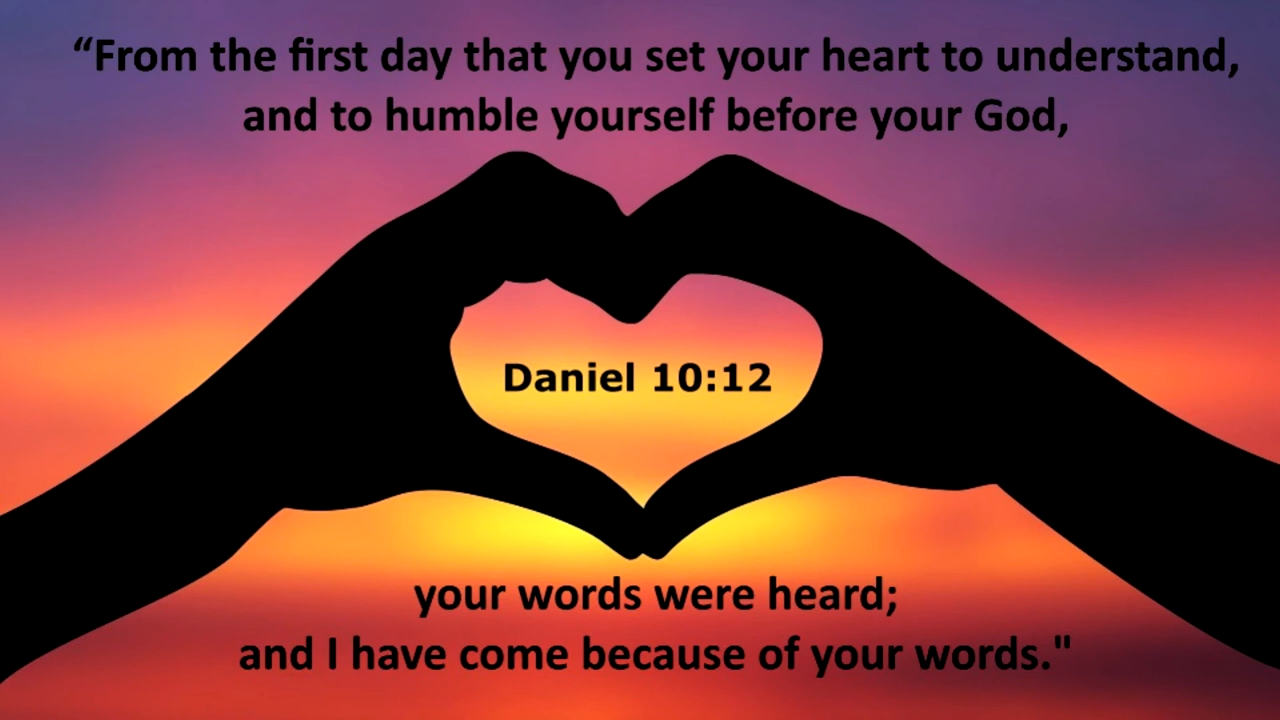 “From the first day that you set your heart to understand,
and to humble yourself before your God,
Daniel 10:12
your words were heard;
and I have come because of your words."